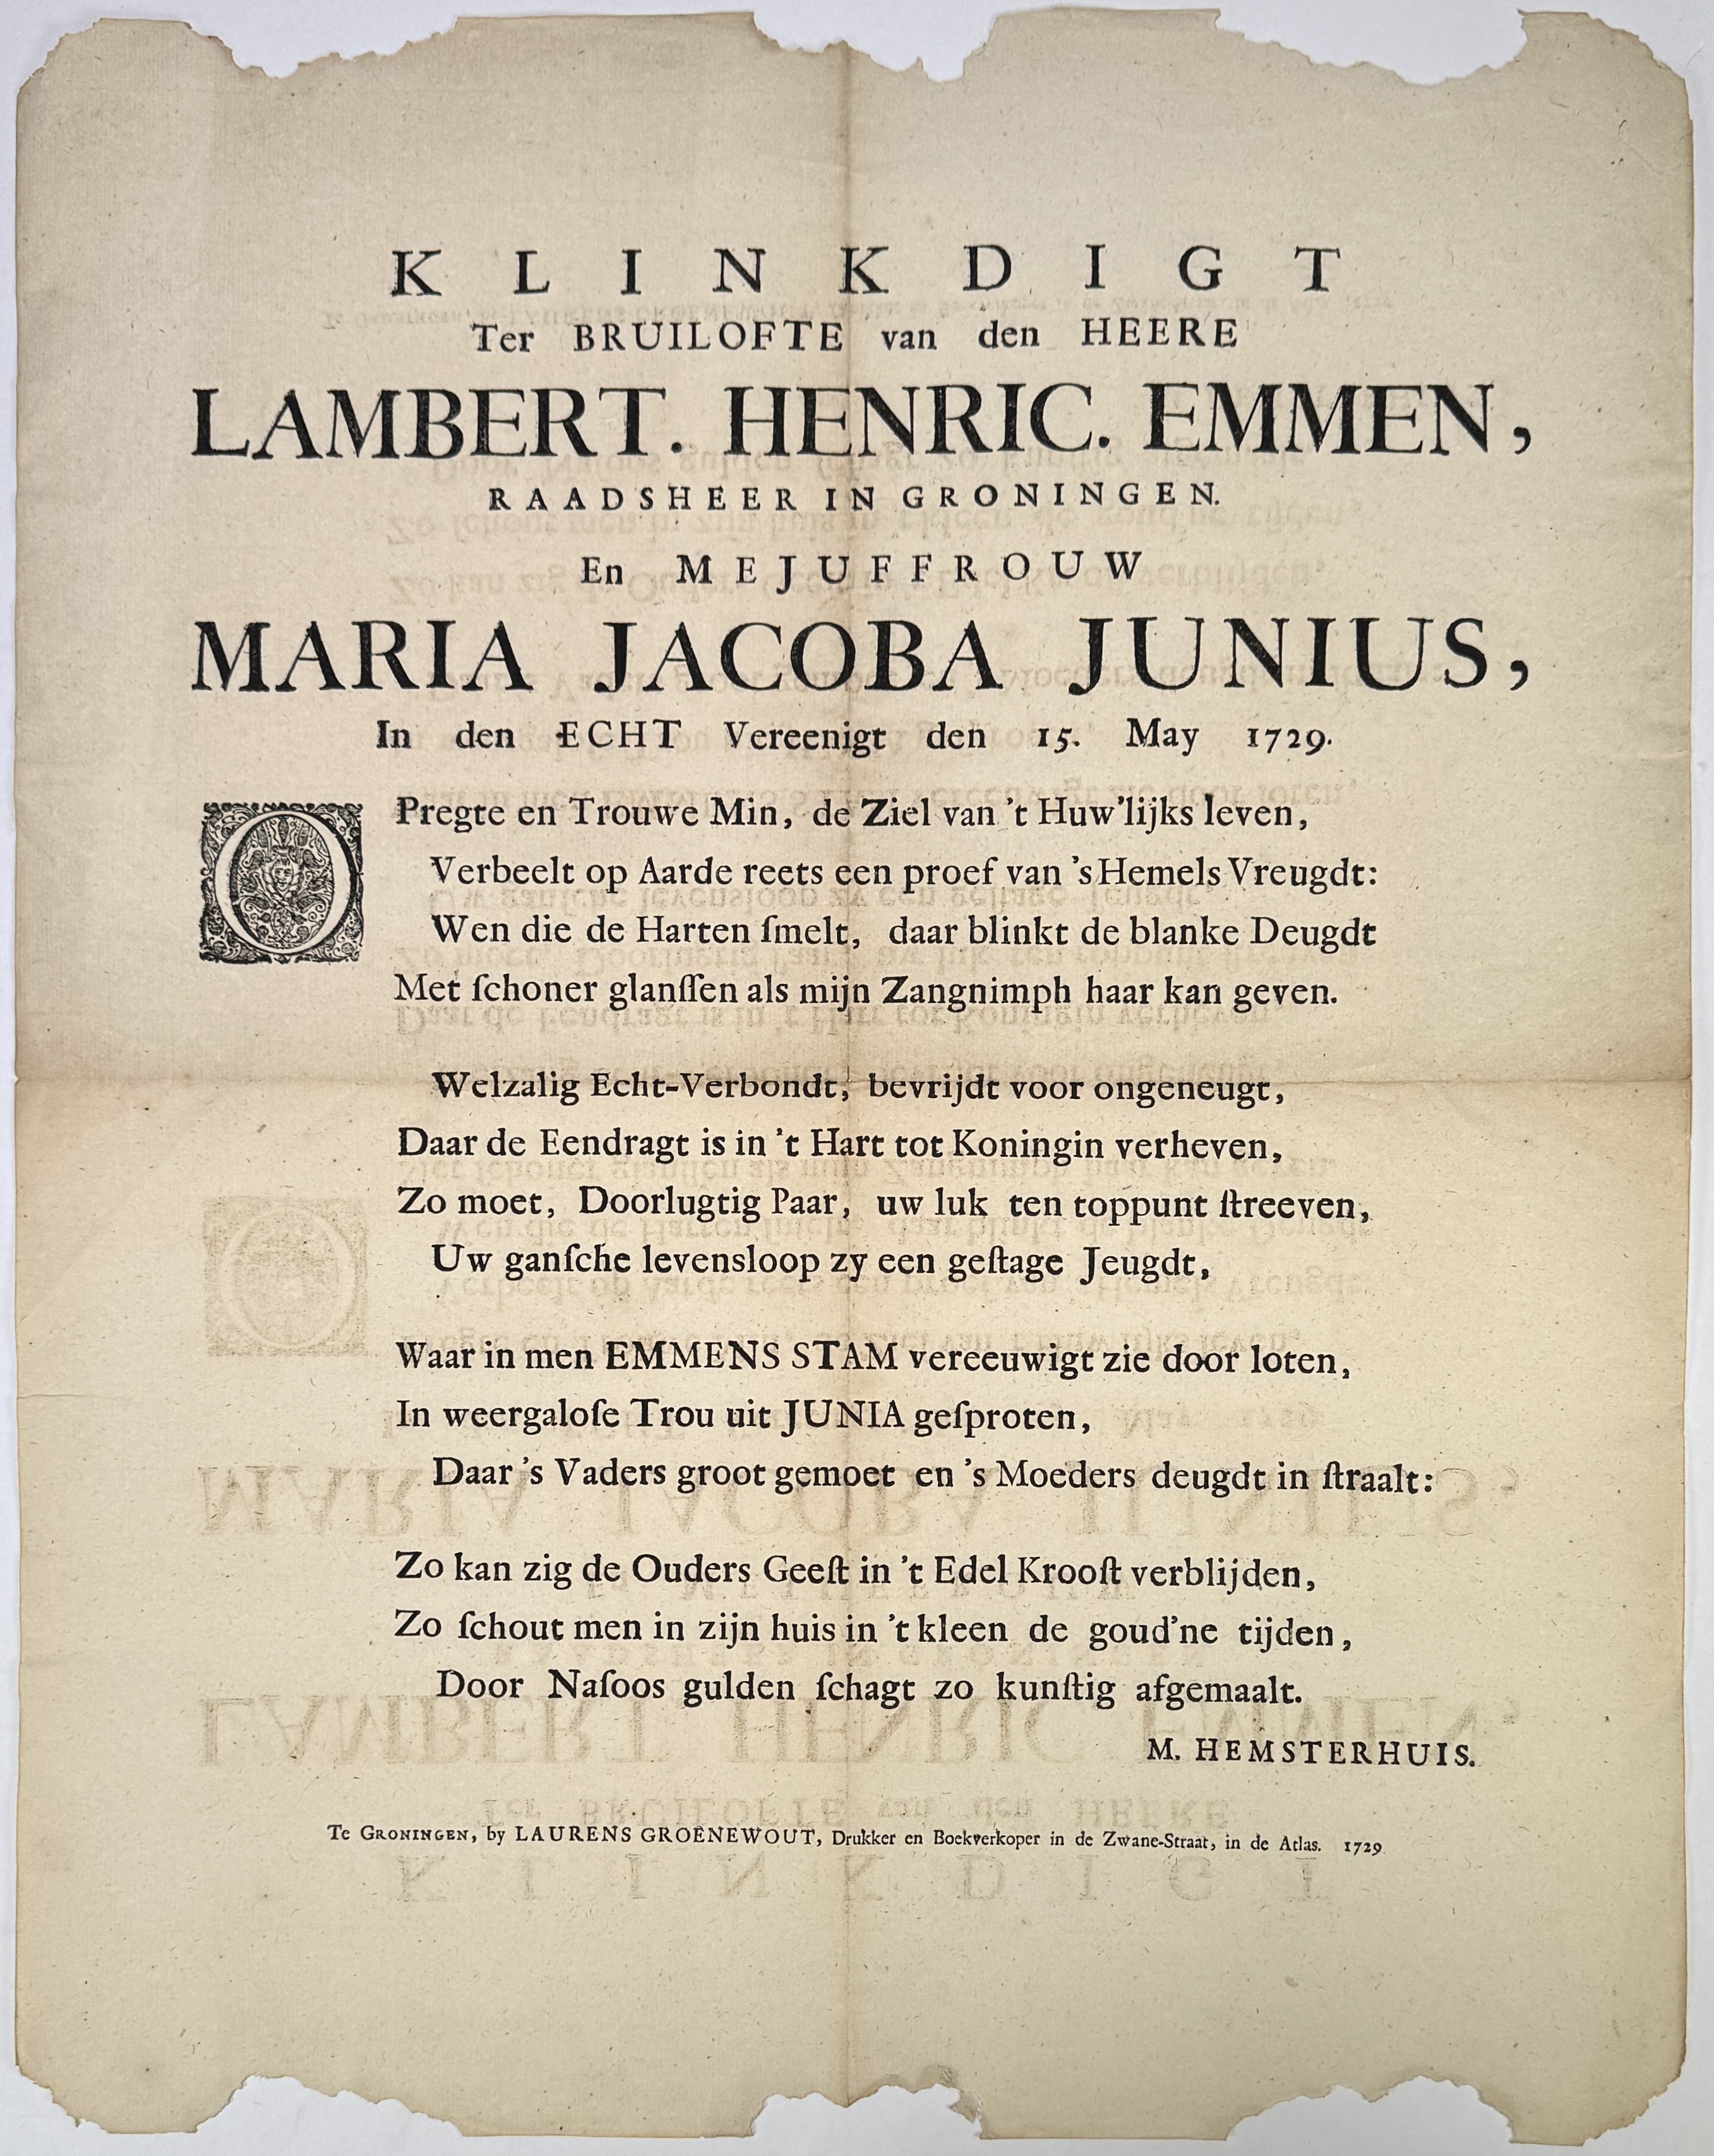 KLINKDIGT
Ter BRUILOFTE van den HEERE
LAMBERT. HENRIC. EMMEN,
RAADSHEER IN GRONINGEN.
En MEJUFFROUW
MARIA JACOBA JUNIUS,
In den ECHT Vereenigt den 15. May 1729.
OPregte en Trouwe Min, de Ziel van 't Huw'lijks leven,
Verbeelt op Aarde reets een proef van 's Hemels Vreugdt:
Wen die de Harten ſmelt, daar blinkt de blanke Deugdt
Met ſchoner glanſſen als mijn Zangnimph haar kan geven.
Welzalig Echt-Verbondt, bevrijdt voor ongeneugt,
Daar de Eendragt is in 't Hart tot Koningin verheven,
Zo moet, Doorlugtig Paar, uw luk ten toppunt ſtreeven,
Uw ganſche levensloop zy een geſtage Jeugdt,
Waar in men EMMENS STAM vereeuwigt zie door loten,
In weergaloſe Trou uit JUNIA geſproten,
Daar 's Vaders groot gemoet en 's Moeders deugdt in ſtraalt:
Zo kan zig de Ouders Geeſt in 't Edel Krooſt verblijden,
Zo ſchout men in zijn huis in 't kleen de goud'ne tijden,
Door Naſoos gulden ſchagt zo kunſtig afgemaalt.
M. HEMSTERHUIS.
Te GRONINGEN, by LAURENS GROENEWOUT, Drukker en Boekverkoper in de Zwane-Straat, in de Atlas. 1729